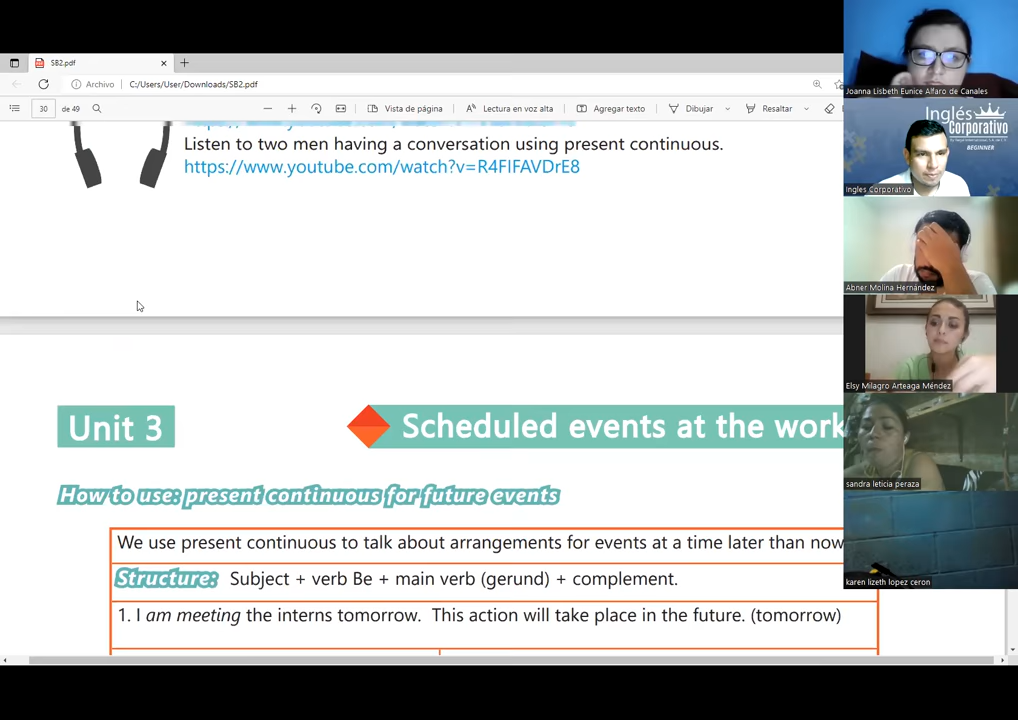 SB2.pdf
Archivo
C:/Users/User/Downloads/SB2.pdf
30
de 49
Vista de página
Lectura en voz alta
Agregar texto
Dibujar
Resaltar
Listen to two men having a conversation using present continuous.
https://www.youtube.com/watch?v=R4FIFAVDrE8
Unit 3
Scheduled events at the work
How to use: present continuous for future events
We use present continuous to talk about arrangements for events at a time later than now
Structure: Subject + verb Be + main verb (gerund) + complement.
1. I am meeting the interns tomorrow. This action will take place in the future. (tomorrow)
Joanna Lisbeth Eunice Alfaro de Canales
Inglés
Corporativo
BEGINNER
Ingles Corporativo
Abner Molina Hernández
Elsy Milagro Arteaga Méndez
sandra leticia peraza
karen lizeth lopez ceron